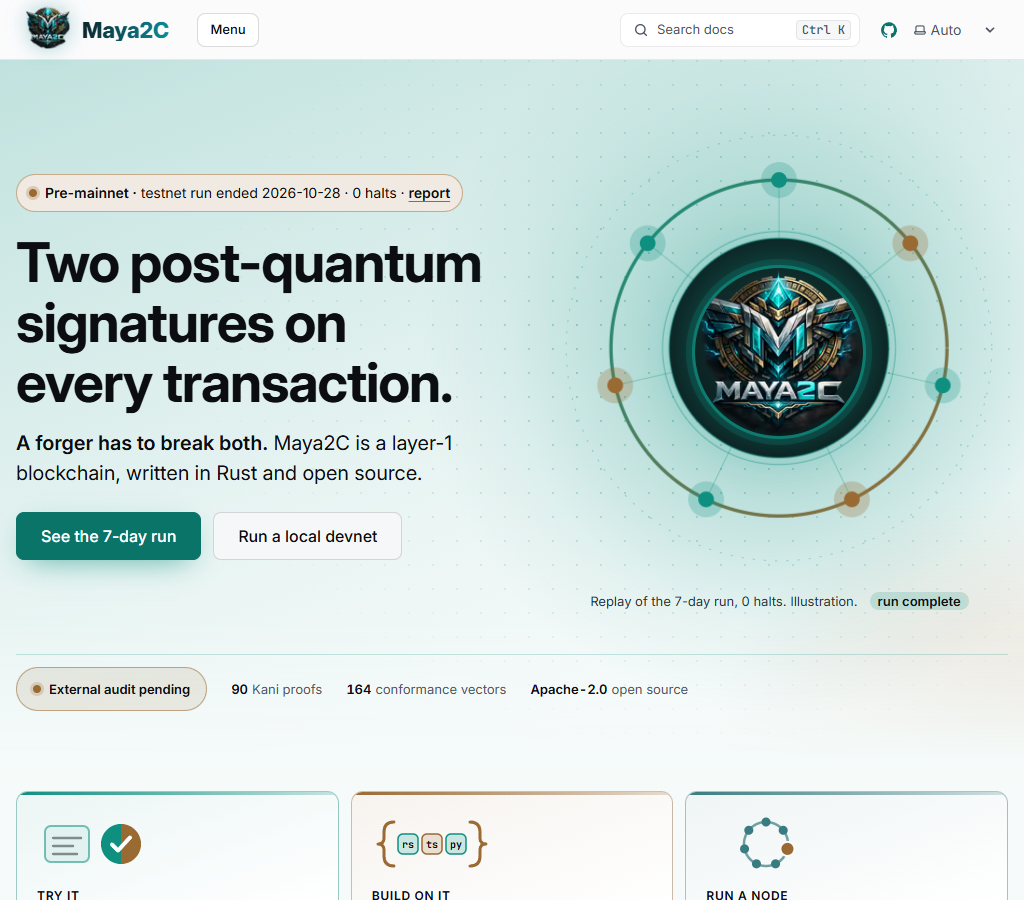 MAYA2C
Maya2C
Menu
Search docs
Ctrl K
Auto
Pre-mainnet · testnet run ended 2026-10-28 · 0 halts · report
Two post-quantum
signatures on
every transaction.
A forger has to break both. Maya2C is a layer-1
blockchain, written in Rust and open source.
See the 7-day run
Run a local devnet
MAYA2C
Replay of the 7-day run, 0 halts. Illustration.
run complete
External audit pending
90 Kani proofs
164 conformance vectors
Apache-2.0 open source
rs
ts
py
TRY IT
BUILD ON IT
RUN A NODE